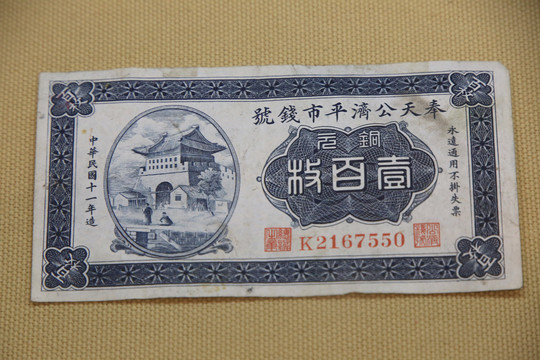 奉天公濟平市錢號
銅元
壹百枚
永遠通用不掛失票
中華民國十一年造
K2167550